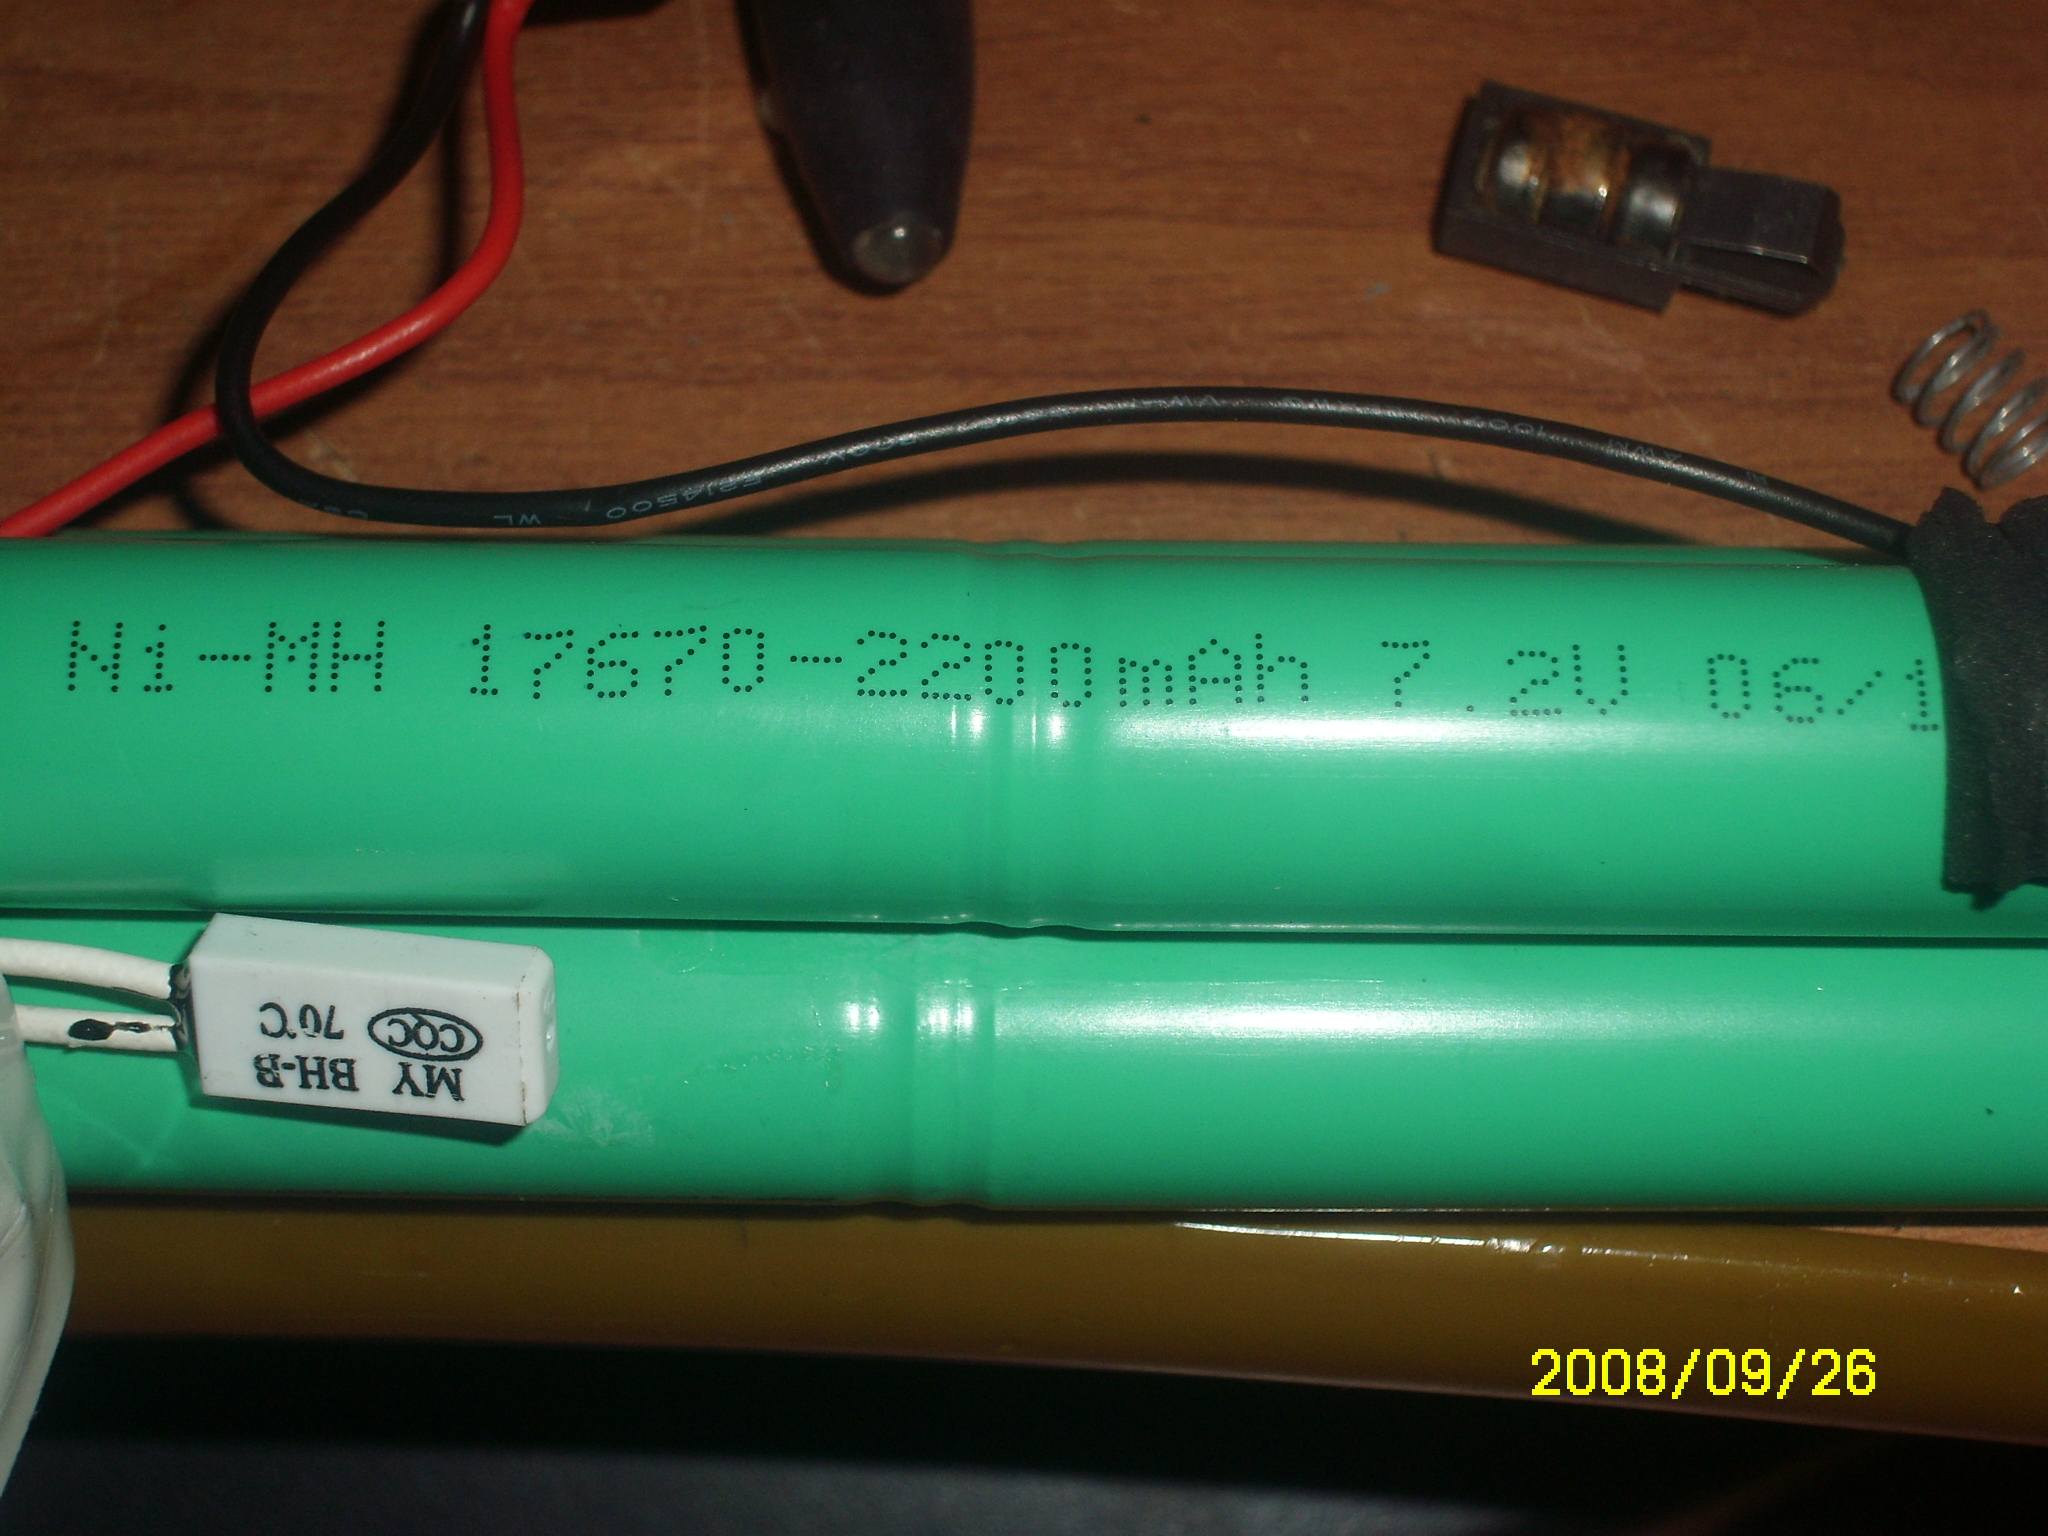 Ni-MH 17670-2200mAh 7.2V 06/1
MY BH-B
CQC 70℃
2008/09/26